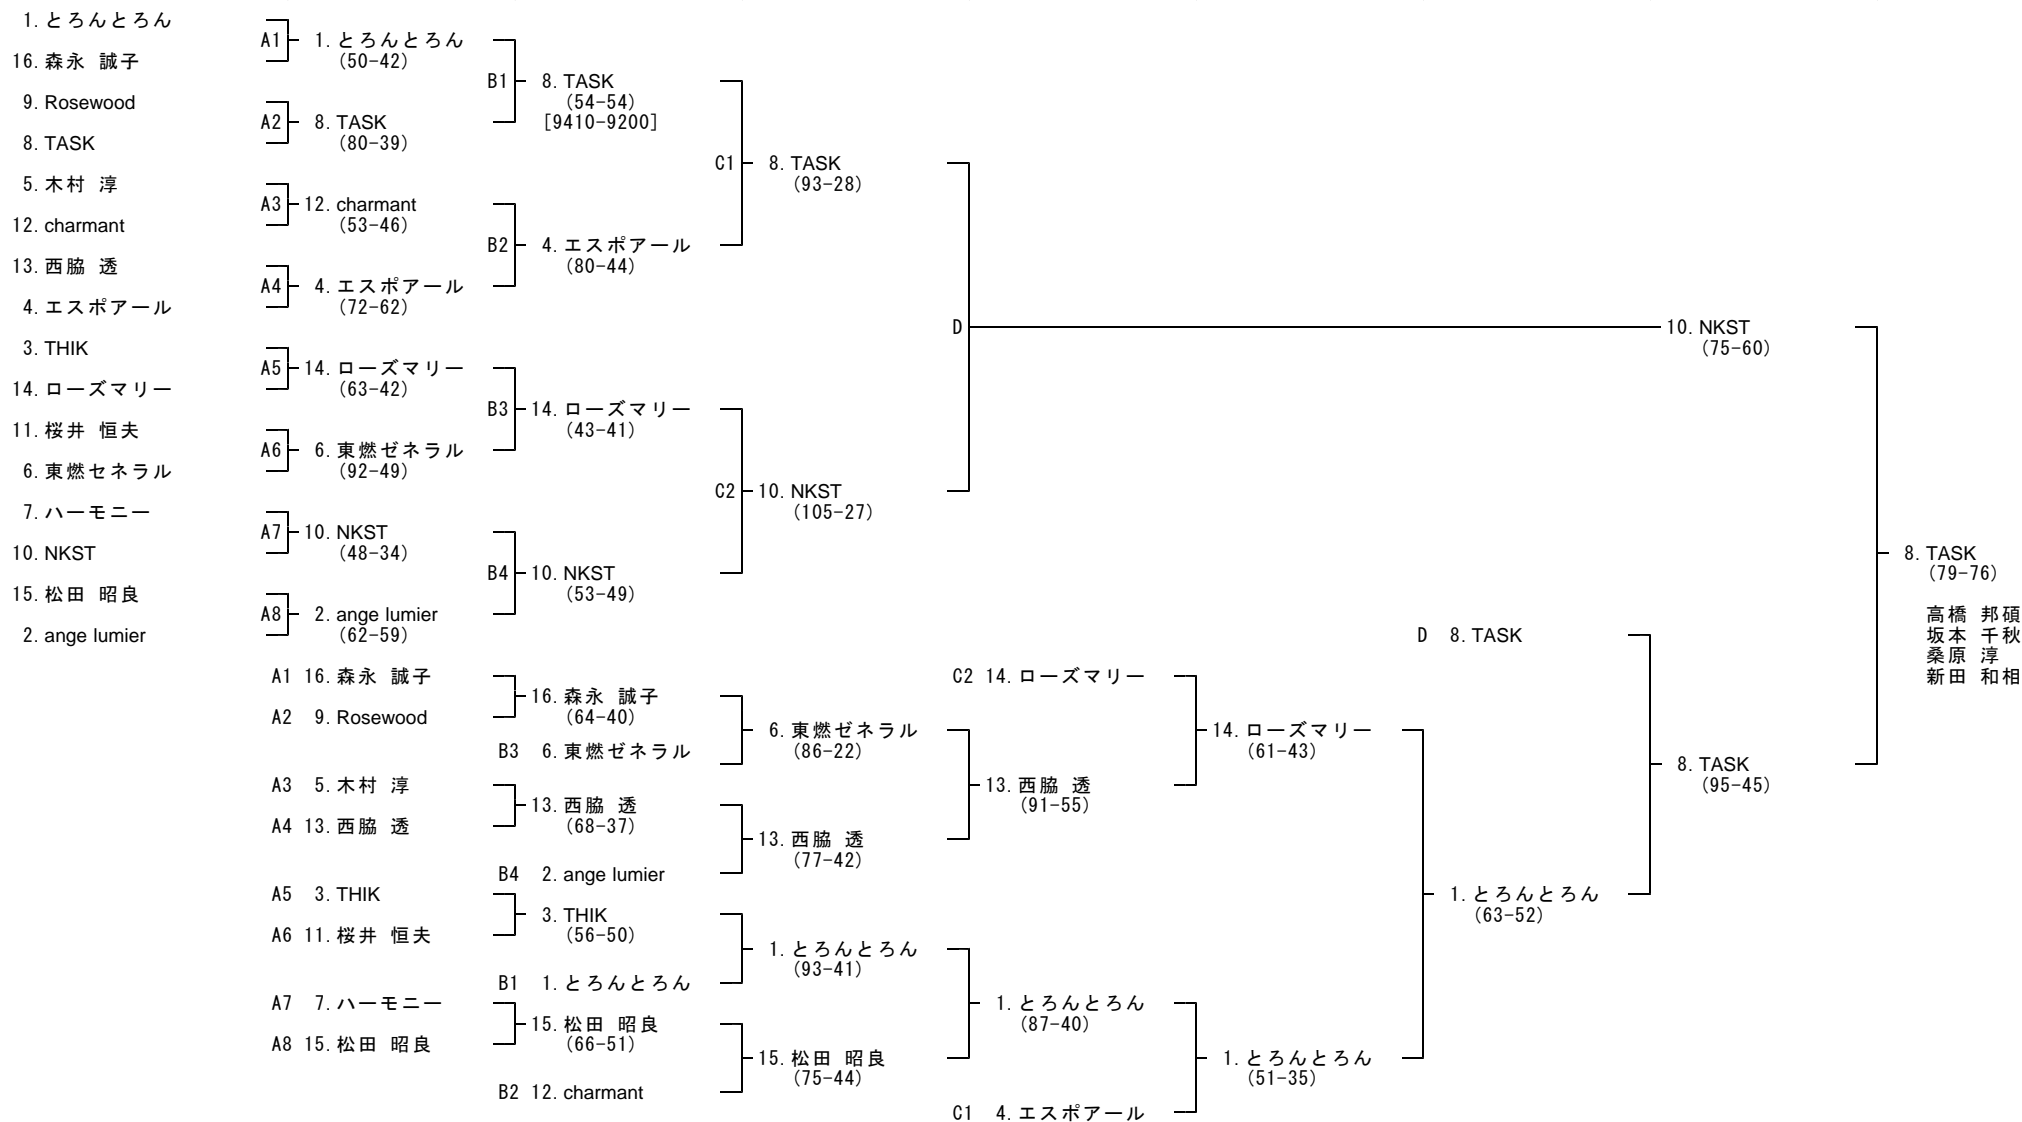 1. とろんとろん
16. 森永 誠子
9. Rosewood
8. TASK
5. 木村 淳
12. charmant
13. 西脇 透
4. エスポアール
3. THIK
14. ローズマリー
11. 桜井 恒夫
6. 東燃セネラル
7. ハーモニー
10. NKST
15. 松田 昭良
2. ange lumier
A1 1. とろんとろん
(50-42)
A2 8. TASK
(80-39)
A3 12. charmant
(53-46)
A4 4. エスポアール
(72-62)
A5 14. ローズマリー
(63-42)
A6 6. 東燃ゼネラル
(92-49)
A7 10. NKST
(48-34)
A8 2. ange lumier
(62-59)
B1 8. TASK
(54-54)
[9410-9200]
B2 4. エスポアール
(80-44)
B3 14. ローズマリー
(43-41)
B4 10. NKST
(53-49)
C1 8. TASK
(93-28)
C2 10. NKST
(105-27)
D 10. NKST
(75-60)
A1 16. 森永 誠子
A2 9. Rosewood
A3 5. 木村 淳
A4 13. 西脇 透
A5 3. THIK
A6 11. 桜井 恒夫
A7 7. ハーモニー
A8 15. 松田 昭良
16. 森永 誠子
(64-40)
B3 6. 東燃ゼネラル
13. 西脇 透
(68-37)
B4 2. ange lumier
3. THIK
(56-50)
B1 1. とろんとろん
15. 松田 昭良
(66-51)
B2 12. charmant
6. 東燃ゼネラル
(86-22)
13. 西脇 透
(77-42)
1. とろんとろん
(93-41)
15. 松田 昭良
(75-44)
C2 14. ローズマリー
13. 西脇 透
(91-55)
1. とろんとろん
(87-40)
C1 4. エスポアール
14. ローズマリー
(61-43)
1. とろんとろん
(51-35)
D 8. TASK
1. とろんとろん
(63-52)
8. TASK
(95-45)
8. TASK
(79-76)
高橋 邦碩
坂本 千秋
桑原 淳
新田 和相